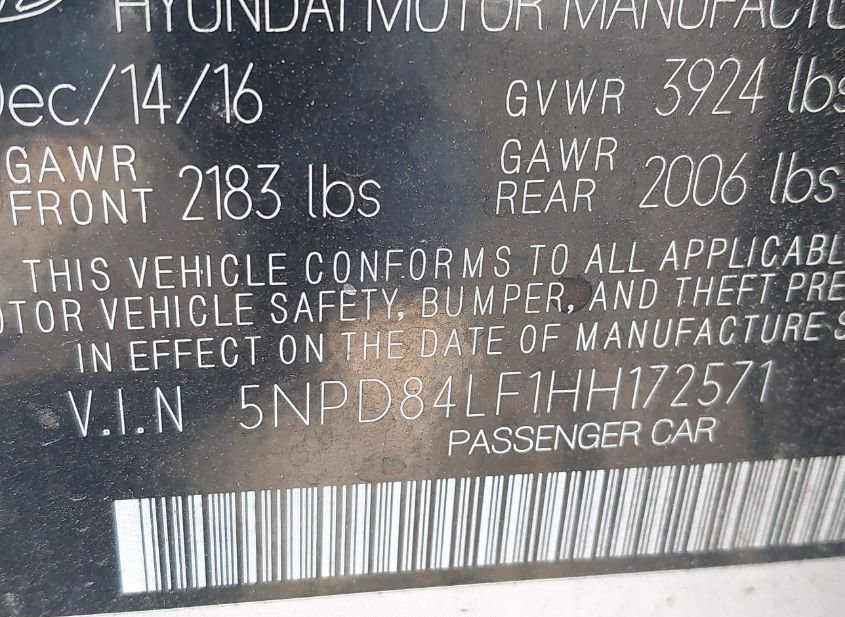 HYUNDAI MOTOR MANUFACTU
Dec/14/16 GVWR 3924 lbs
GAWR FRONT 2183 lbs GAWR REAR 2006 lbs
THIS VEHICLE CONFORMS TO ALL APPLICABL
OTOR VEHICLE SAFETY, BUMPER, AND THEFT PRE
IN EFFECT ON THE DATE OF MANUFACTURE S
V.I.N 5NPD84LF1HH172571
PASSENGER CAR